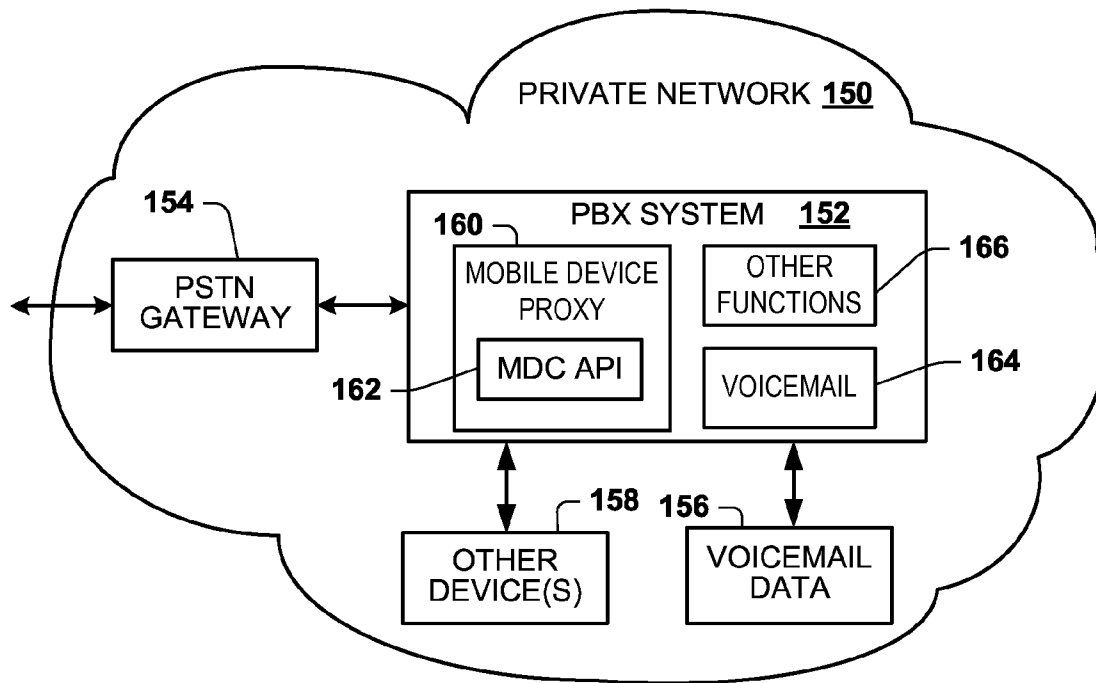 PRIVATE NETWORK 150
154
PSTN
GATEWAY
PBX SYSTEM 152
160
MOBILE DEVICE
PROXY
162
MDC API
OTHER
FUNCTIONS
166
VOICEMAIL
164
158
OTHER
DEVICE(S)
156
VOICEMAIL
DATA